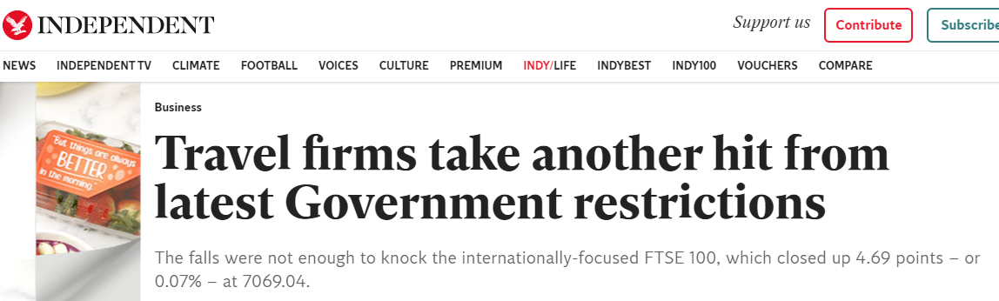 INDEPENDENT
Support us
Contribute
Subscribe
NEWS INDEPENDENT TV CLIMATE FOOTBALL VOICES CULTURE PREMIUM INDY/LIFE INDYBEST INDY100 VOUCHERS COMPARE
"But things are always
BETTER
in the morning."
Business
Travel firms take another hit from
latest Government restrictions
The falls were not enough to knock the internationally-focused FTSE 100, which closed up 4.69 points – or
0.07% – at 7069.04.